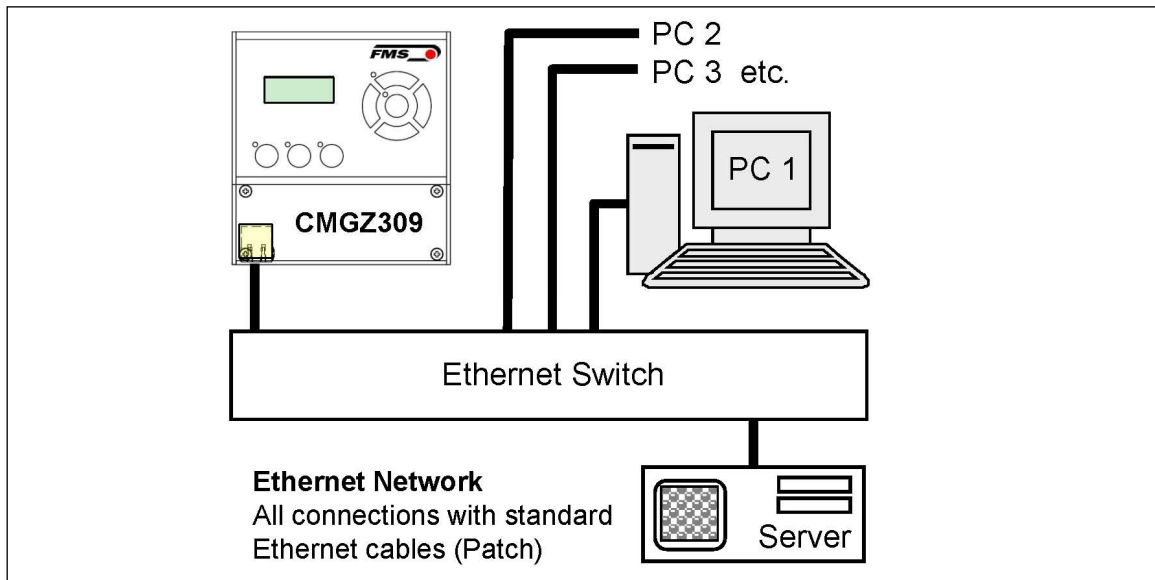 FMS
PC 2
PC 3 etc.
PC 1
CMGZ309
Ethernet Switch
Ethernet Network
All connections with standard
Ethernet cables (Patch)
Server